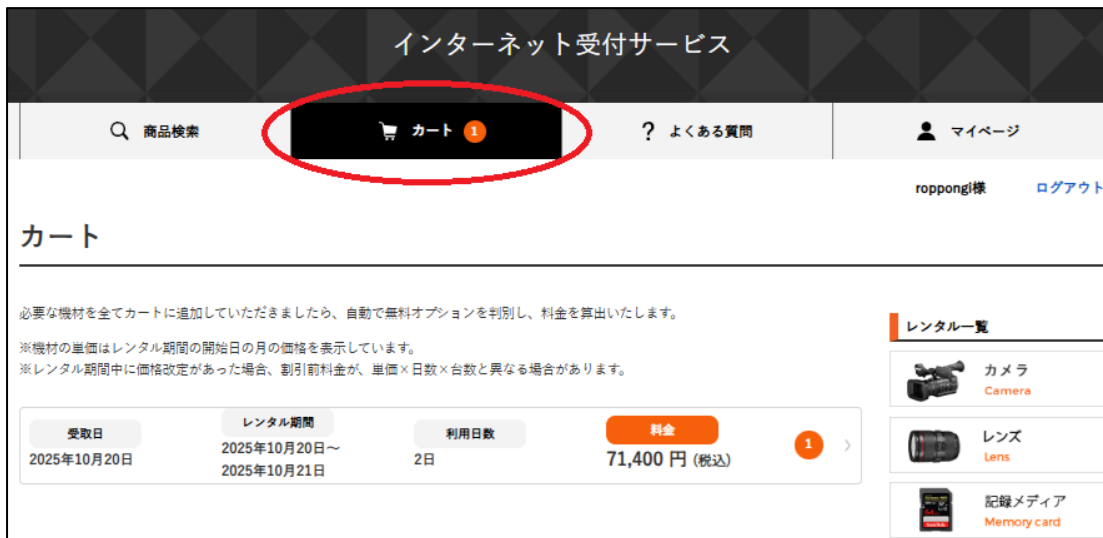 インターネット受付サービス
商品検索
カート 1
? よくある質問
マイページ
roppongi様 ログアウト
カート
必要な機材を全てカートに追加していただきましたら、自動で無料オプションを判別し、料金を算出いたします。
※機材の単価はレンタル期間の開始日の月の価格を表示しています。
※レンタル期間中に価格改定があった場合、割引前料金が、単価×日数×台数と異なる場合があります。
受取日
2025年10月20日
レンタル期間
2025年10月20日～
2025年10月21日
利用日数
2日
料金
71,400 円 (税込)
1
レンタル一覧
カメラ
Camera
レンズ
Lens
記録メディア
Memory card